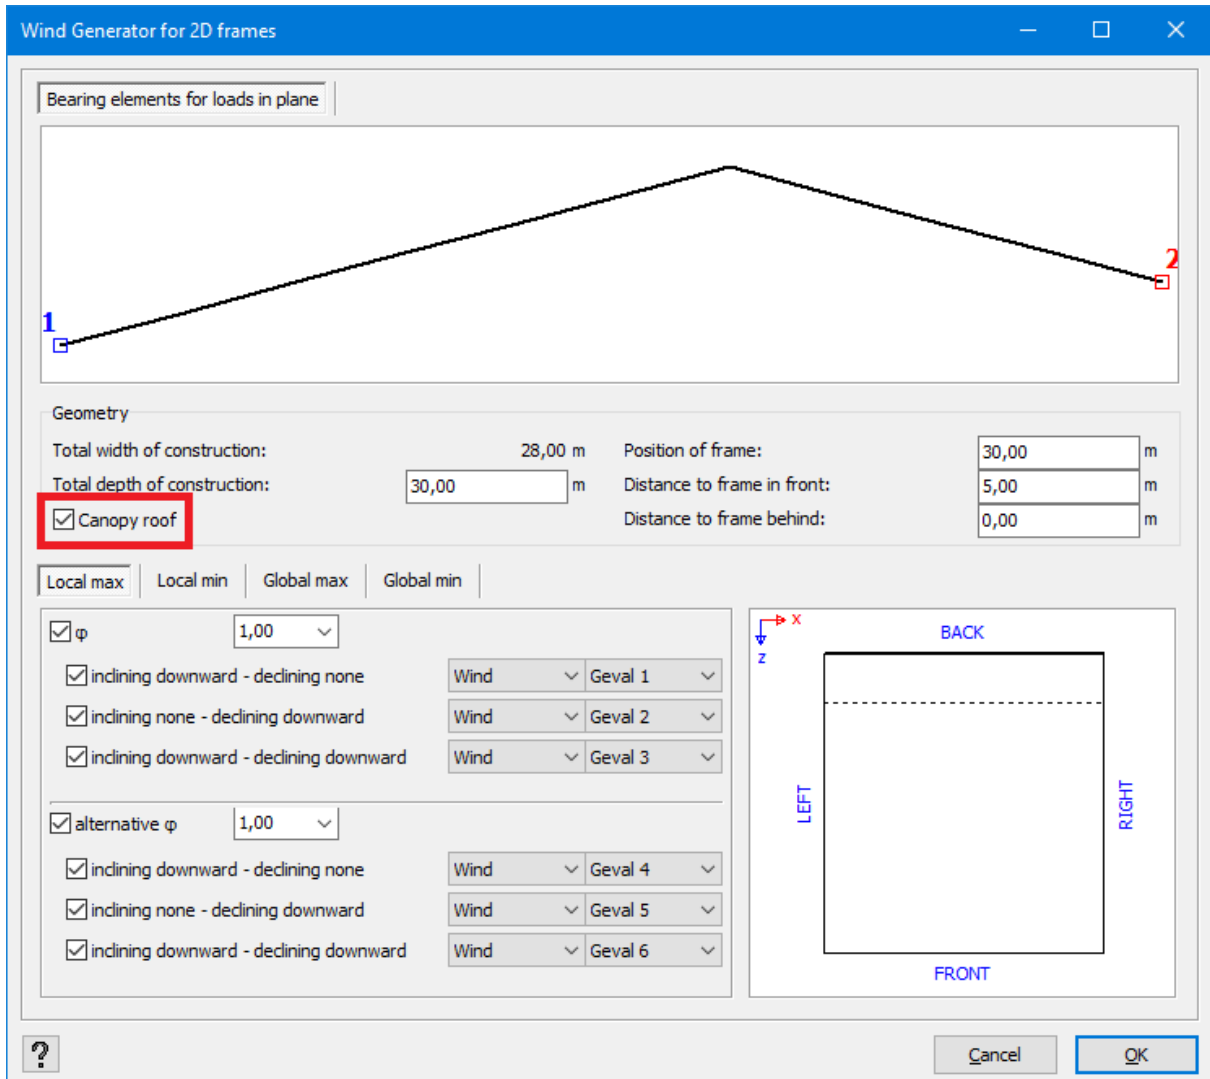 Wind Generator for 2D frames
Bearing elements for loads in plane
1
2
Geometry
Total width of construction: 28,00 m Position of frame: 30,00 m
Total depth of construction: 30,00 m Distance to frame in front: 5,00 m
Canopy roof Distance to frame behind: 0,00 m
Local max Local min Global max Global min
φ 1,00
inclining downward - declining none Wind Geval 1
inclining none - declining downward Wind Geval 2
inclining downward - declining downward Wind Geval 3
alternative φ 1,00
inclining downward - declining none Wind Geval 4
inclining none - declining downward Wind Geval 5
inclining downward - declining downward Wind Geval 6
x
z
BACK
LEFT
RIGHT
FRONT
? Cancel OK